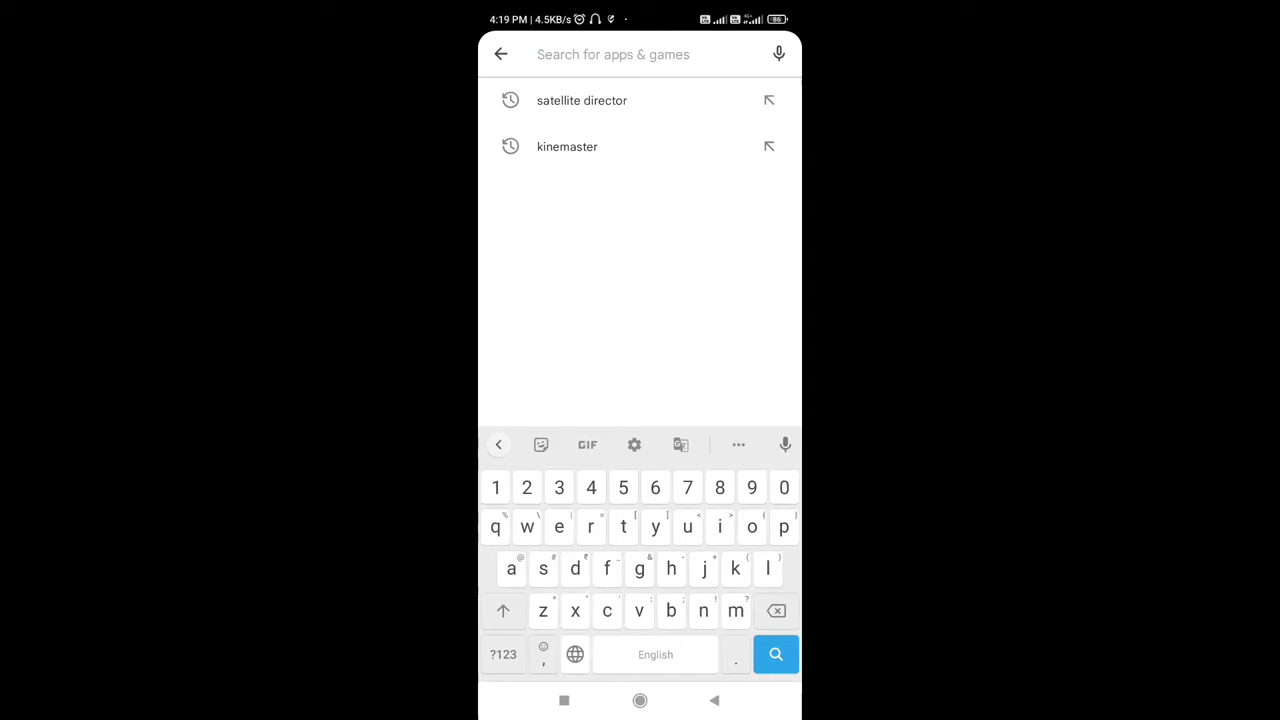 4:19 PM | 4.5KB/s
86
Search for apps & games
satellite director
kinemaster
GIF
1 2 3 4 5 6 7 8 9 0
q w e r t y u i o p
a s d f g h j k l
z x c v b n m
?123 , English .